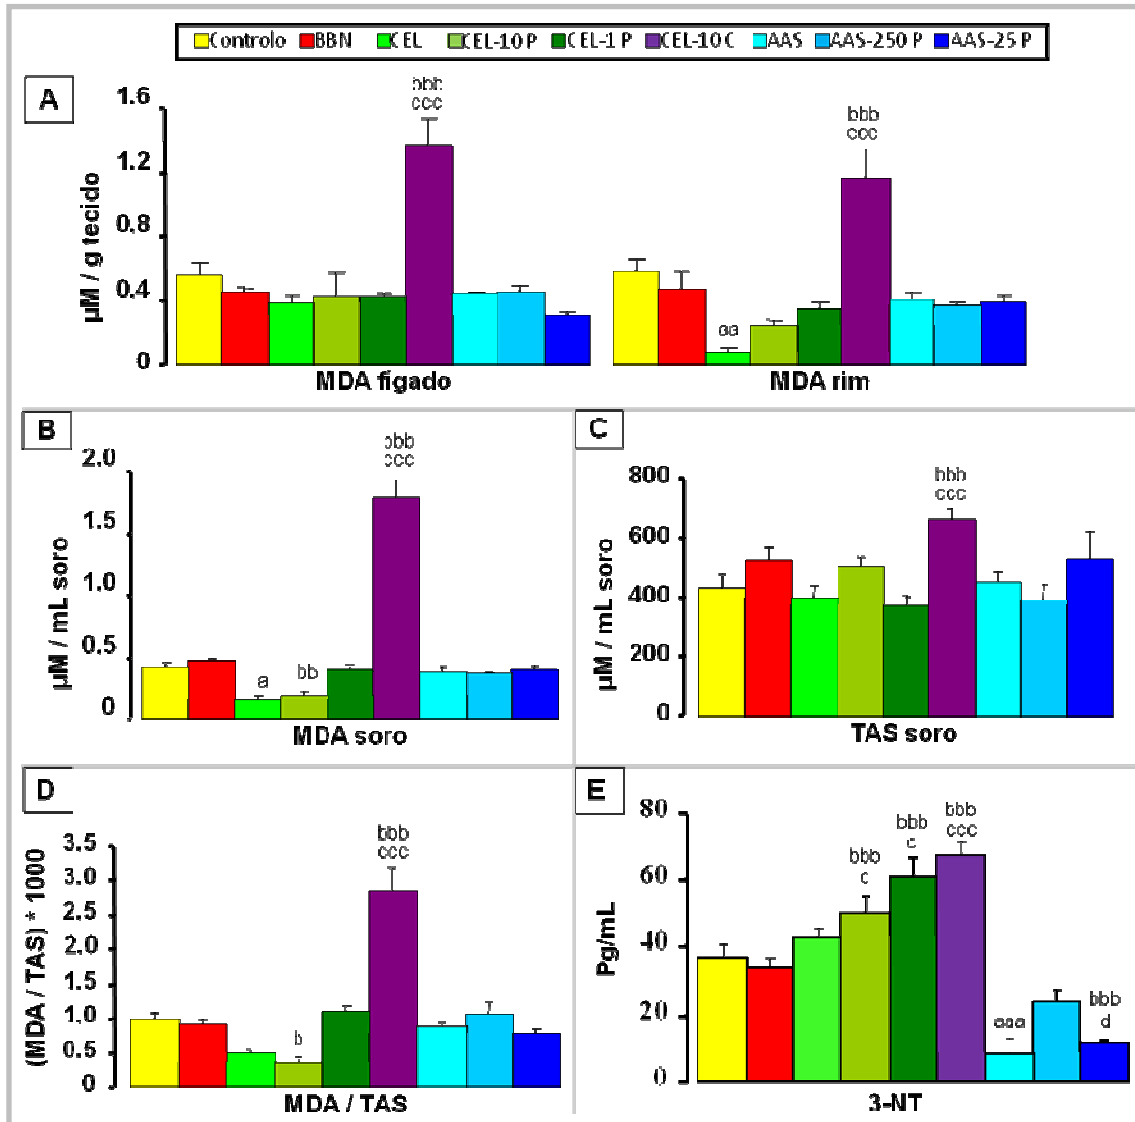 Controlo BBN CEL CEL-10 P CEL-1 P CEL-10 C AAS AAS-250 P AAS-25 P
A
µM / g tecido
1.6
1.2
0.8
0.4
0
bbb
ccc
MDA fígado
aa
bbb
ccc
MDA rim
B
µM / mL soro
2.0
1.5
1.0
0.5
0
a
bb
bbb
ccc
MDA soro
C
µM / mL soro
800
600
400
200
0
bbb
ccc
TAS soro
D
(MDA / TAS) * 1000
3.5
3.0
2.5
2.0
1.5
1.0
0.5
0
b
bbb
ccc
MDA / TAS
E
Pg/mL
80
60
40
20
0
bbb
c
bbb
c
bbb
ccc
aaa
bbb
d
3-NT